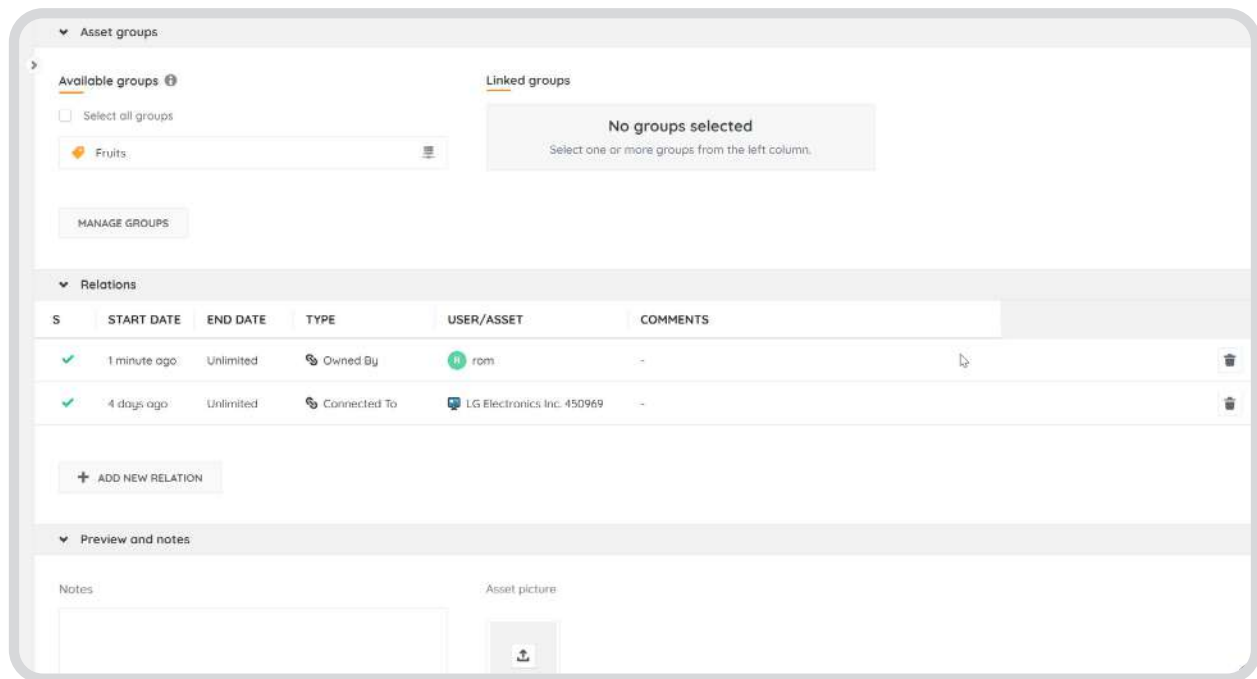 Asset groups
Available groups
Linked groups
Select all groups
No groups selected
Select one or more groups from the left column.
Fruits
MANAGE GROUPS
Relations
S START DATE END DATE TYPE USER/ASSET COMMENTS
1 minute ago Unlimited Owned By R rom -
4 days ago Unlimited Connected To LG Electronics Inc. 450969 -
+ ADD NEW RELATION
Preview and notes
Notes
Asset picture